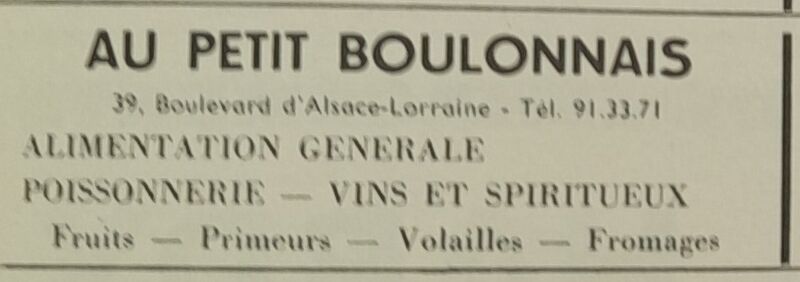 AU PETIT BOULONNAIS
39, Boulevard d'Alsace-Lorraine - Tél. 91.33.71
ALIMENTATION GENERALE
POISSONNERIE — VINS ET SPIRITUEUX
Fruits — Primeurs — Volailles — Fromages